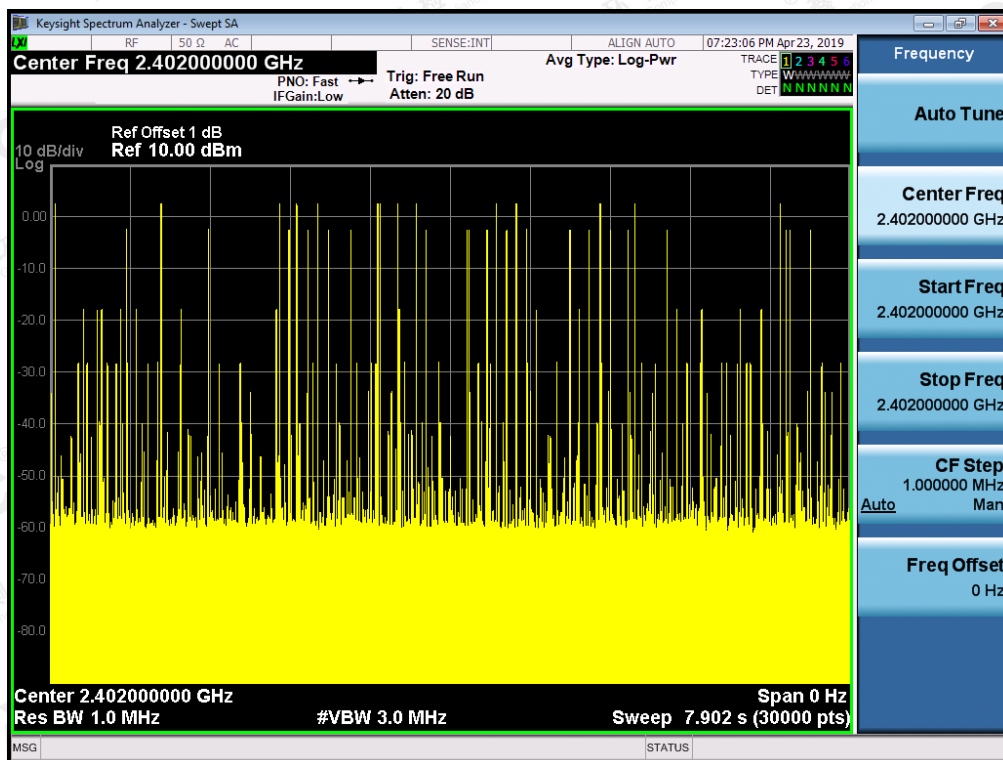 Keysight Spectrum Analyzer - Swept SA
LXI RF 50 Ω AC SENSE:INT ALIGN AUTO 07:23:06 PM Apr 23, 2019
Center Freq 2.402000000 GHz
PNO: Fast
IFGain:Low
Trig: Free Run
Atten: 20 dB
Avg Type: Log-Pwr
TRACE 1 2 3 4 5 6
TYPE W
DET N N N N N N
Ref Offset 1 dB
10 dB/div Ref 10.00 dBm
Log
0.00
-10.0
-20.0
-30.0
-40.0
-50.0
-60.0
-70.0
-80.0
Center 2.402000000 GHz Span 0 Hz
Res BW 1.0 MHz #VBW 3.0 MHz Sweep 7.902 s (30000 pts)
MSG STATUS
Frequency
Auto Tune
Center Freq
2.402000000 GHz
Start Freq
2.402000000 GHz
Stop Freq
2.402000000 GHz
CF Step
1.000000 MHz
Auto Man
Freq Offset
0 Hz